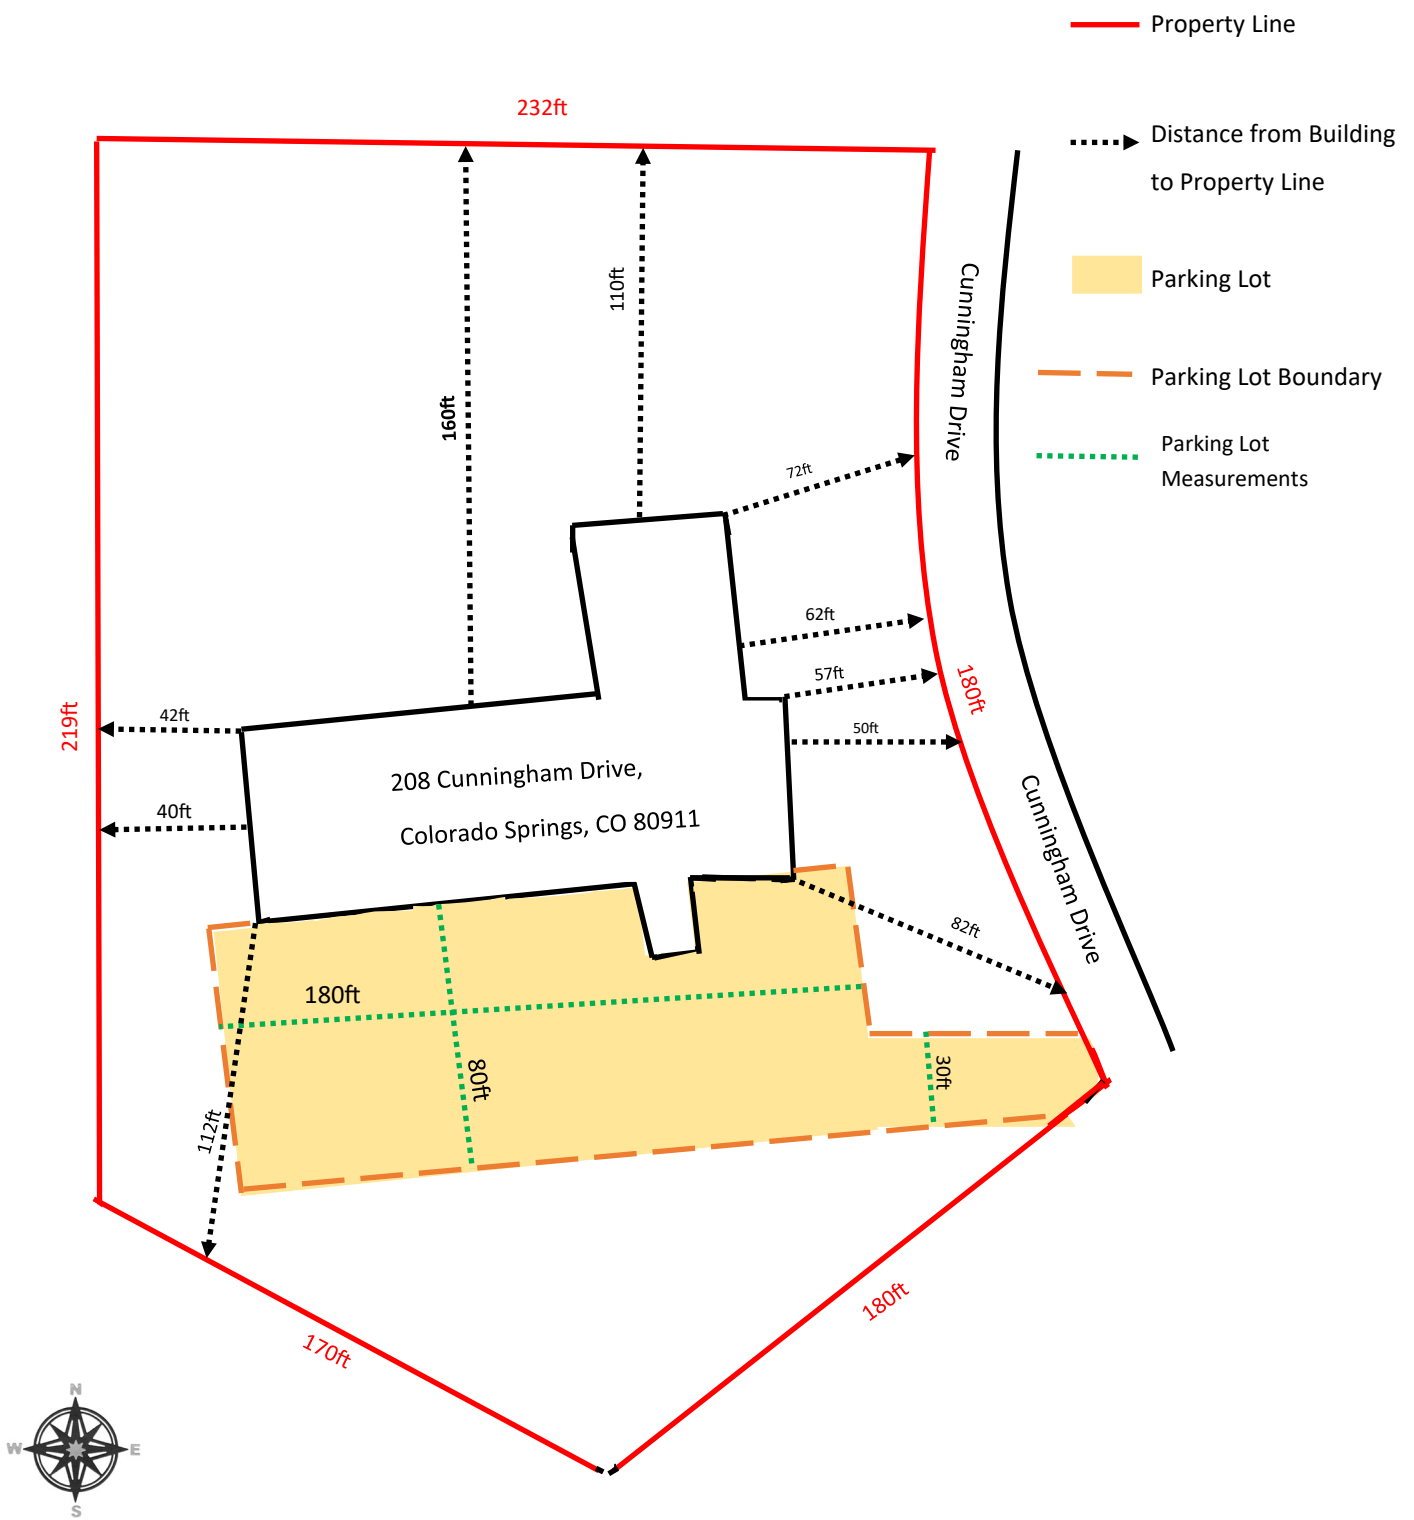 Property Line
232ft
Distance from Building
to Property Line
Cunningham Drive
110ft
Parking Lot
160ft
Parking Lot Boundary
Parking Lot
Measurements
72ft
62ft
57ft
180ft
42ft
219ft
50ft
208 Cunningham Drive,
Colorado Springs, CO 80911
40ft
Cunningham Drive
82ft
180ft
80ft
30ft
112ft
180ft
170ft
N
W
E
S